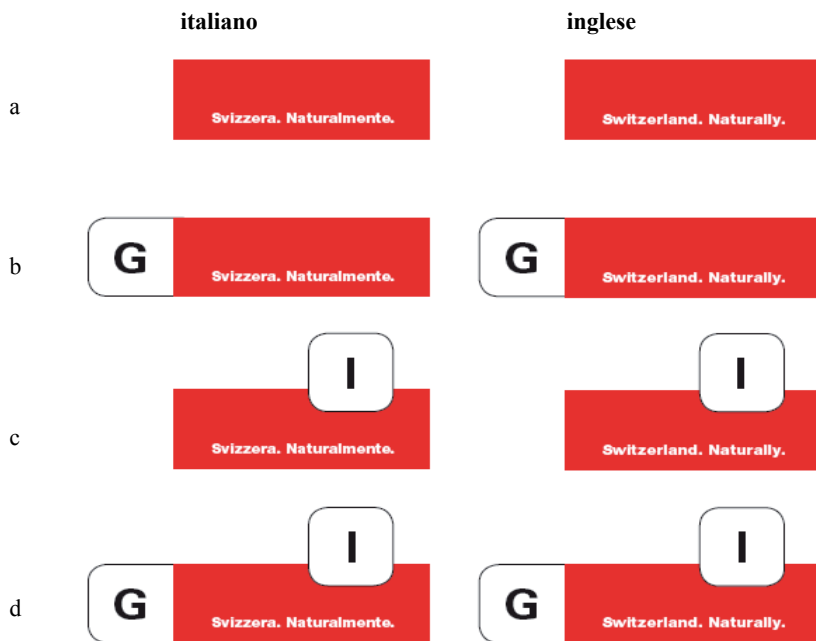 italiano inglese
a
Svizzera. Naturalmente. Switzerland. Naturally.
b
G G
Svizzera. Naturalmente. Switzerland. Naturally.
I I
c
Svizzera. Naturalmente. Switzerland. Naturally.
I I
d
G G
Svizzera. Naturalmente. Switzerland. Naturally.